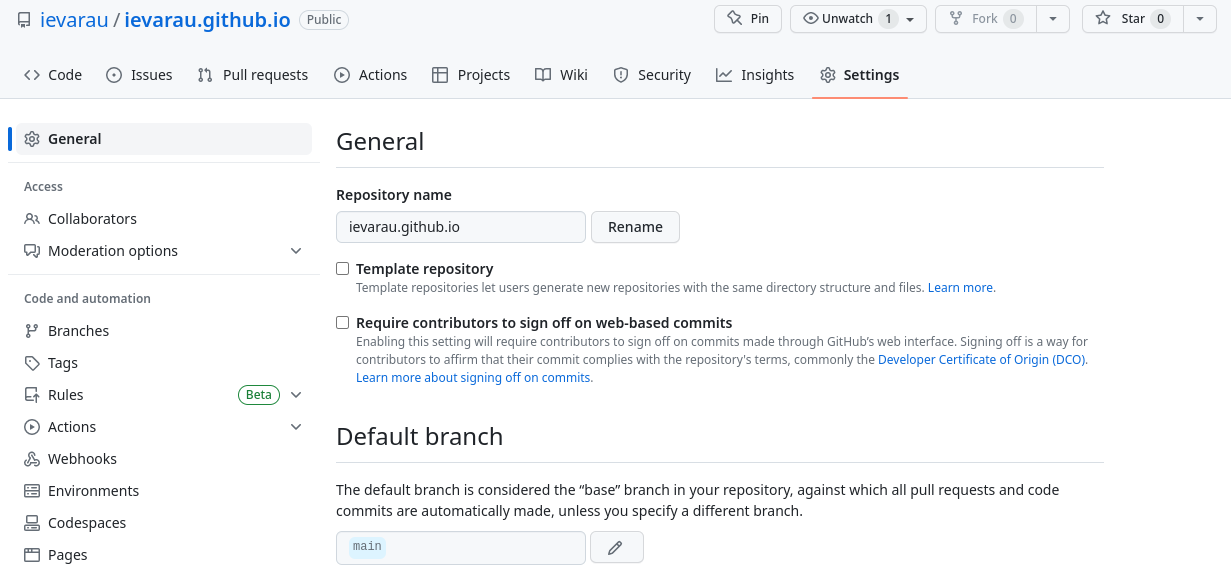 ievarau / ievarau.github.io Public Pin Unwatch 1 Fork 0 Star 0
Code Issues Pull requests Actions Projects Wiki Security Insights Settings
General
Access
Collaborators
Moderation options
Code and automation
Branches
Tags
Rules Beta
Actions
Webhooks
Environments
Codespaces
Pages
General
Repository name
ievarau.github.io Rename
Template repository
Template repositories let users generate new repositories with the same directory structure and files. Learn more.
Require contributors to sign off on web-based commits
Enabling this setting will require contributors to sign off on commits made through GitHub's web interface. Signing off is a way for
contributors to affirm that their commit complies with the repository's terms, commonly the Developer Certificate of Origin (DCO).
Learn more about signing off on commits.
Default branch
The default branch is considered the “base” branch in your repository, against which all pull requests and code
commits are automatically made, unless you specify a different branch.
main